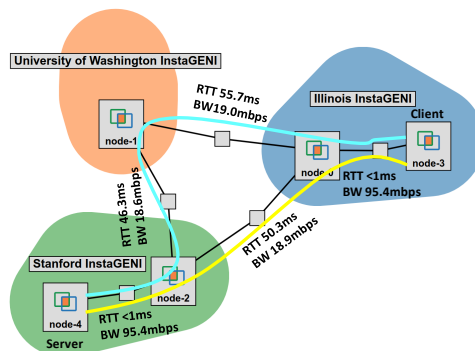 University of Washington InstaGENI
RTT 55.7ms
BW19.0mbps
Illinois InstaGENI
Client
node-1
node-0
node-3
RTT <1ms
BW 95.4mbps
RTT 46.3ms
BW 18.6mbps
RTT 50.3ms
BW 18.9mbps
Stanford InstaGENI
node-2
node-4
RTT <1ms
BW 95.4mbps
Server